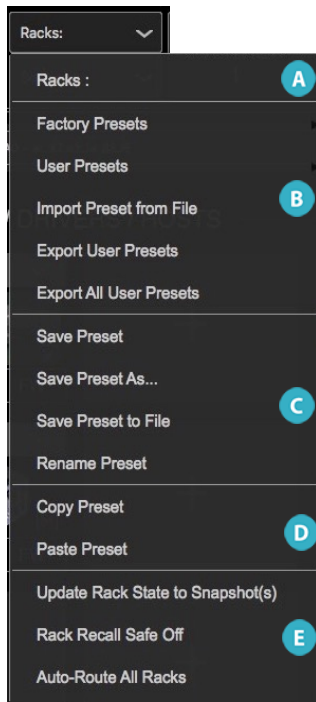 Racks:
Racks :
A
Factory Presets
User Presets
Import Preset from File
B
Export User Presets
Export All User Presets
Save Preset
Save Preset As...
C
Save Preset to File
Rename Preset
Copy Preset
D
Paste Preset
Update Rack State to Snapshot(s)
Rack Recall Safe Off
E
Auto-Route All Racks